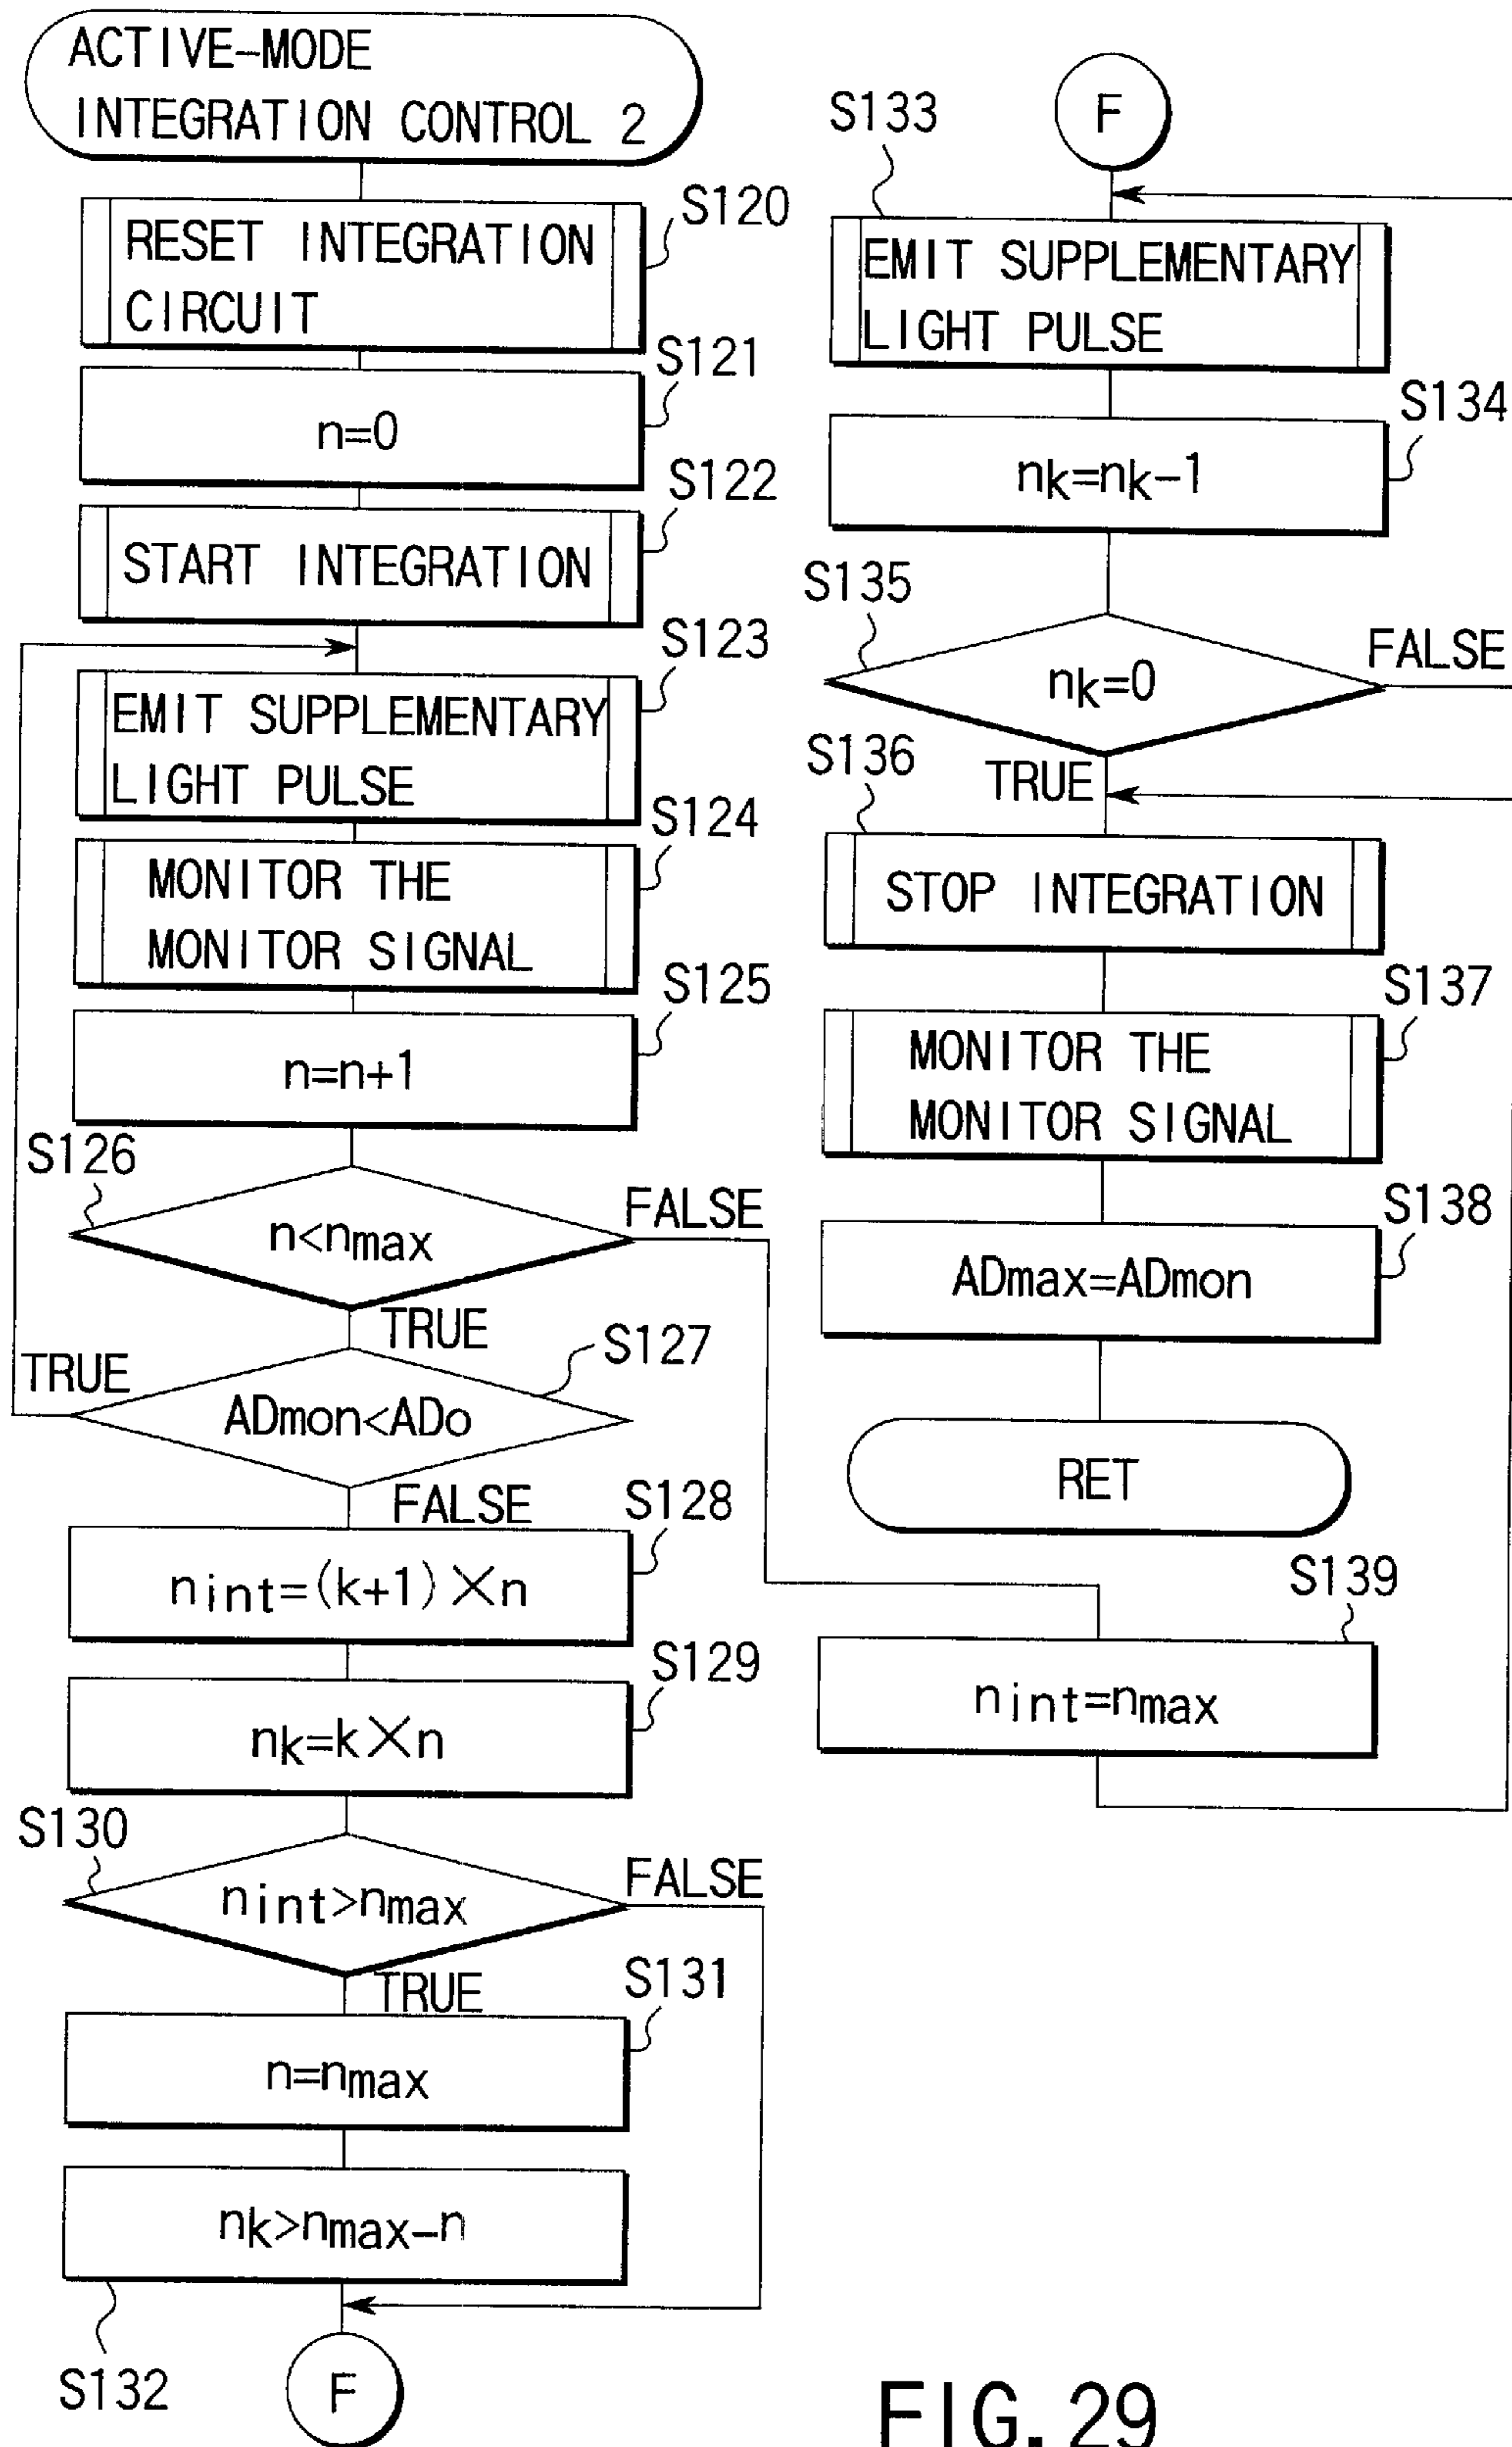 ACTIVE-MODE
INTEGRATION CONTROL 2
RESET INTEGRATION
CIRCUIT
S120
n=0
S121
START INTEGRATION
S122
EMIT SUPPLEMENTARY
LIGHT PULSE
S123
MONITOR THE
MONITOR SIGNAL
S124
n=n+1
S125
S126
n<nmax
FALSE
TRUE
S127
TRUE
ADmon<ADo
FALSE
S128
nint=(k+1)×n
S129
nk=k×n
S130
nint>nmax
FALSE
TRUE
S131
n=nmax
nk>nmax-n
S132
F
F
S133
EMIT SUPPLEMENTARY
LIGHT PULSE
S134
nk=nk-1
S135
nk=0
FALSE
TRUE
S136
STOP INTEGRATION
S137
MONITOR THE
MONITOR SIGNAL
S138
ADmax=ADmon
RET
S139
nint=nmax
FIG. 29